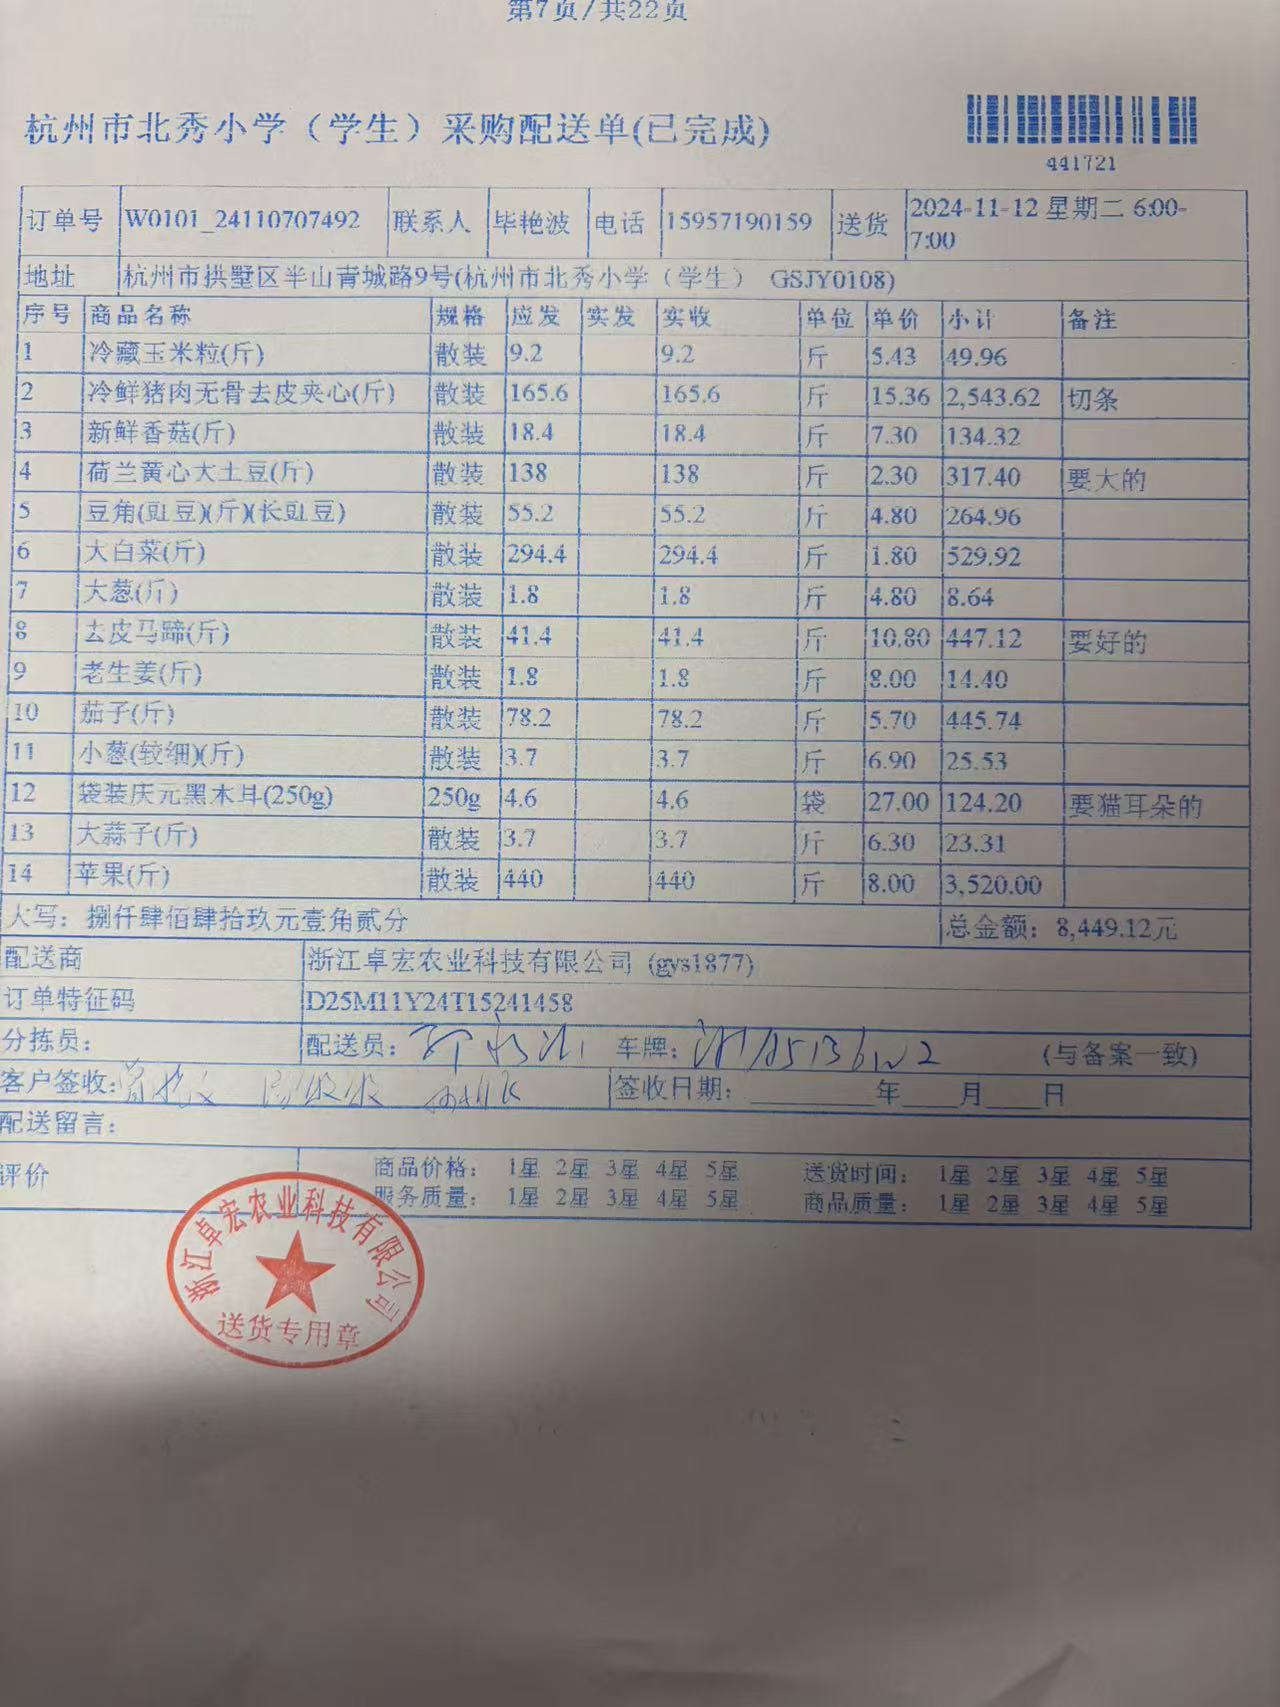 第7页/共22页
杭州市北秀小学（学生）采购配送单(已完成)
441721
订单号 W0101_24110707492 联系人 毕艳波 电话 15957190159 送货 2024-11-12 星期二 6:00-7:00
地址 杭州市拱墅区半山青城路9号(杭州市北秀小学（学生） GSJY0108)
序号 商品名称 规格 应发 实发 实收 单位 单价 小计 备注
1 冷藏玉米粒(斤) 散装 9.2 9.2 斤 5.43 49.96
2 冷鲜猪肉无骨去皮夹心(斤) 散装 165.6 165.6 斤 15.36 2,543.62 切条
3 新鲜香菇(斤) 散装 18.4 18.4 斤 7.30 134.32
4 荷兰黄心大土豆(斤) 散装 138 138 斤 2.30 317.40 要大的
5 豆角(豇豆)(斤)(长豇豆) 散装 55.2 55.2 斤 4.80 264.96
6 大白菜(斤) 散装 294.4 294.4 斤 1.80 529.92
7 大葱(斤) 散装 1.8 1.8 斤 4.80 8.64
8 去皮马蹄(斤) 散装 41.4 41.4 斤 10.80 447.12 要好的
9 老生姜(斤) 散装 1.8 1.8 斤 8.00 14.40
10 茄子(斤) 散装 78.2 78.2 斤 5.70 445.74
11 小葱(较细)(斤) 散装 3.7 3.7 斤 6.90 25.53
12 袋装庆元黑木耳(250g) 250g 4.6 4.6 袋 27.00 124.20 要猫耳朵的
13 大蒜子(斤) 散装 3.7 3.7 斤 6.30 23.31
14 苹果(斤) 散装 440 440 斤 8.00 3,520.00
大写：捌仟肆佰肆拾玖元壹角贰分 总金额：8,449.12元
配送商 浙江卓宏农业科技有限公司 (gys1877)
订单特征码 D25M11Y24T15241458
分拣员： 配送员： 车牌： (与备案一致)
客户签收: 签收日期：________年____月____日
配送留言：
评价 商品价格： 1星 2星 3星 4星 5星 送货时间： 1星 2星 3星 4星 5星
服务质量： 1星 2星 3星 4星 5星 商品质量： 1星 2星 3星 4星 5星
浙江卓宏农业科技有限公司
送货专用章